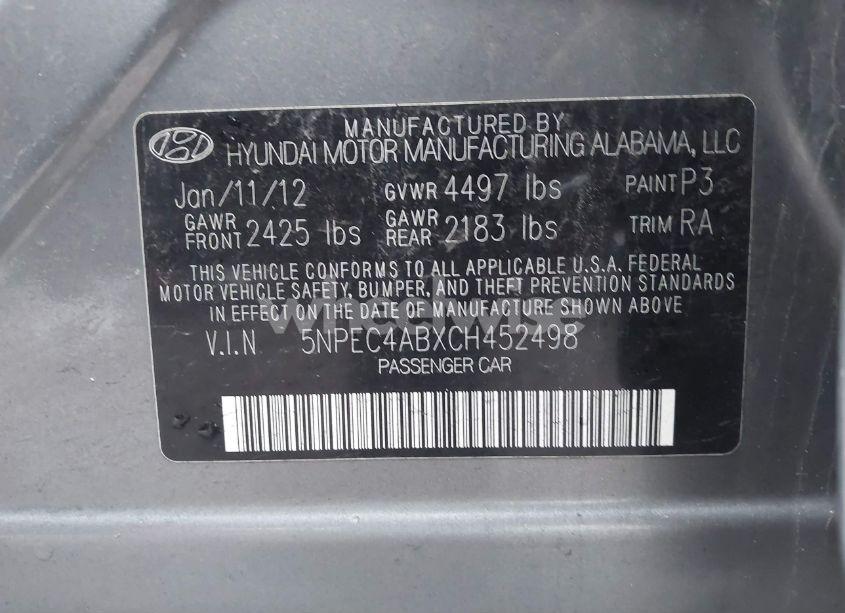 MANUFACTURED BY
HYUNDAI MOTOR MANUFACTURING ALABAMA, LLC
Jan/11/12 GVWR 4497 lbs PAINT P3
GAWR FRONT 2425 lbs GAWR REAR 2183 lbs TRIM RA
THIS VEHICLE CONFORMS TO ALL APPLICABLE U.S.A. FEDERAL
MOTOR VEHICLE SAFETY, BUMPER, AND THEFT PREVENTION STANDARDS
IN EFFECT ON THE DATE OF MANUFACTURE SHOWN ABOVE
V.I.N 5NPEC4ABXCH452498
PASSENGER CAR